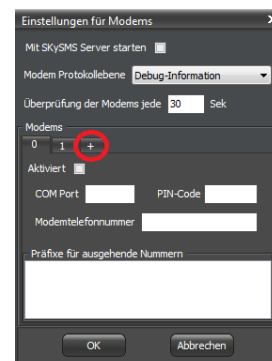 Einstellungen für Modems
Mit SKySMS Server starten
Modem Protokollebene Debug-Information
Überprüfung der Modems jede 30 Sek
Modems
0 1 +
Aktiviert
COM Port PIN-Code
Modemtelefonnummer
Präfixe für ausgehende Nummern
OK Abbrechen